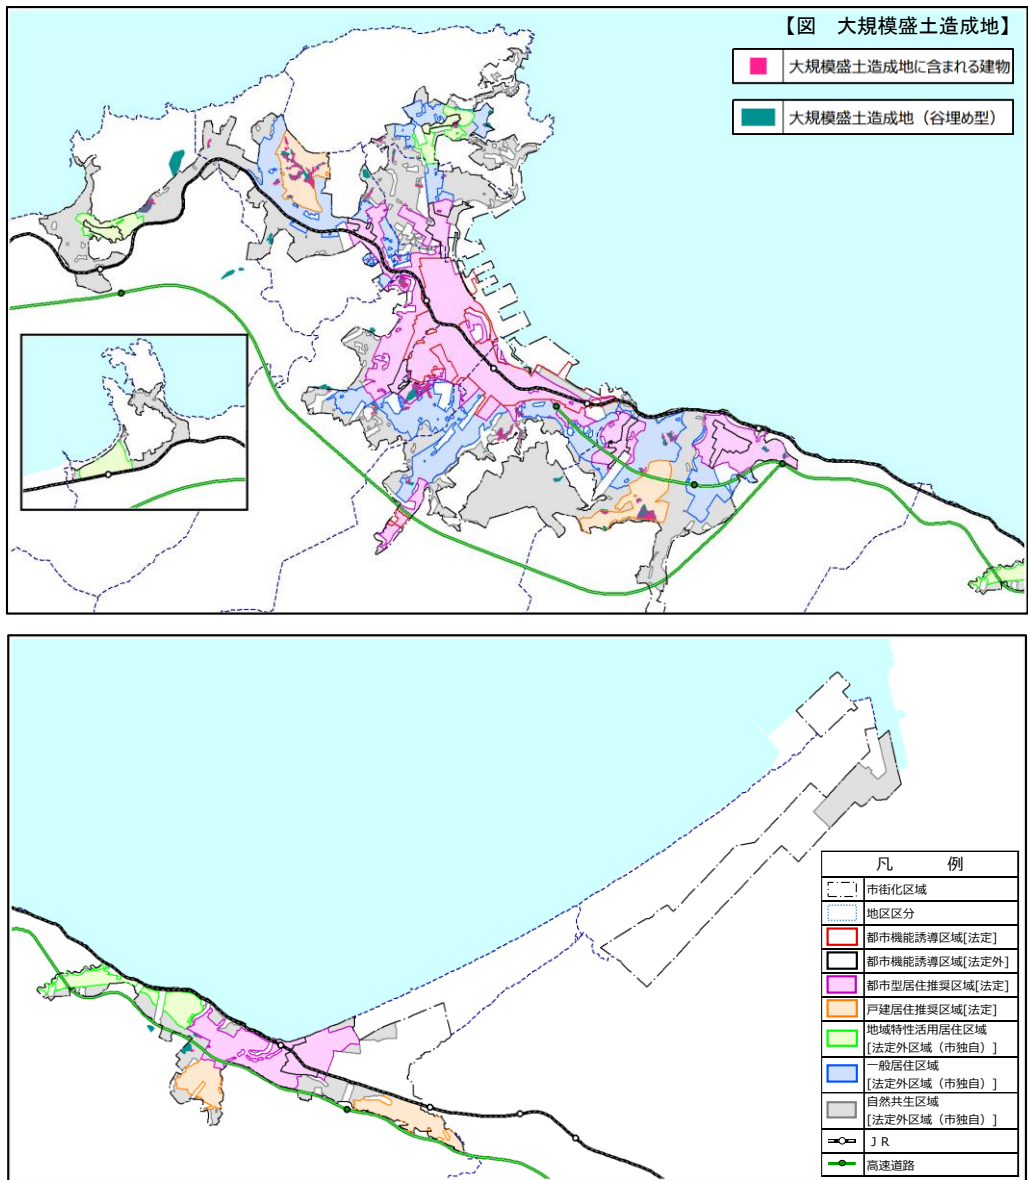 【図　大規模盛土造成地】
大規模盛土造成地に含まれる建物
大規模盛土造成地（谷埋め型）
凡　例
市街化区域
地区区分
都市機能誘導区域[法定]
都市機能誘導区域[法定外]
都市型居住推奨区域[法定]
戸建居住推奨区域[法定]
地域特性活用居住区域
[法定外区域（市独自）]
一般居住区域
[法定外区域（市独自）]
自然共生区域
[法定外区域（市独自）]
ＪＲ
高速道路